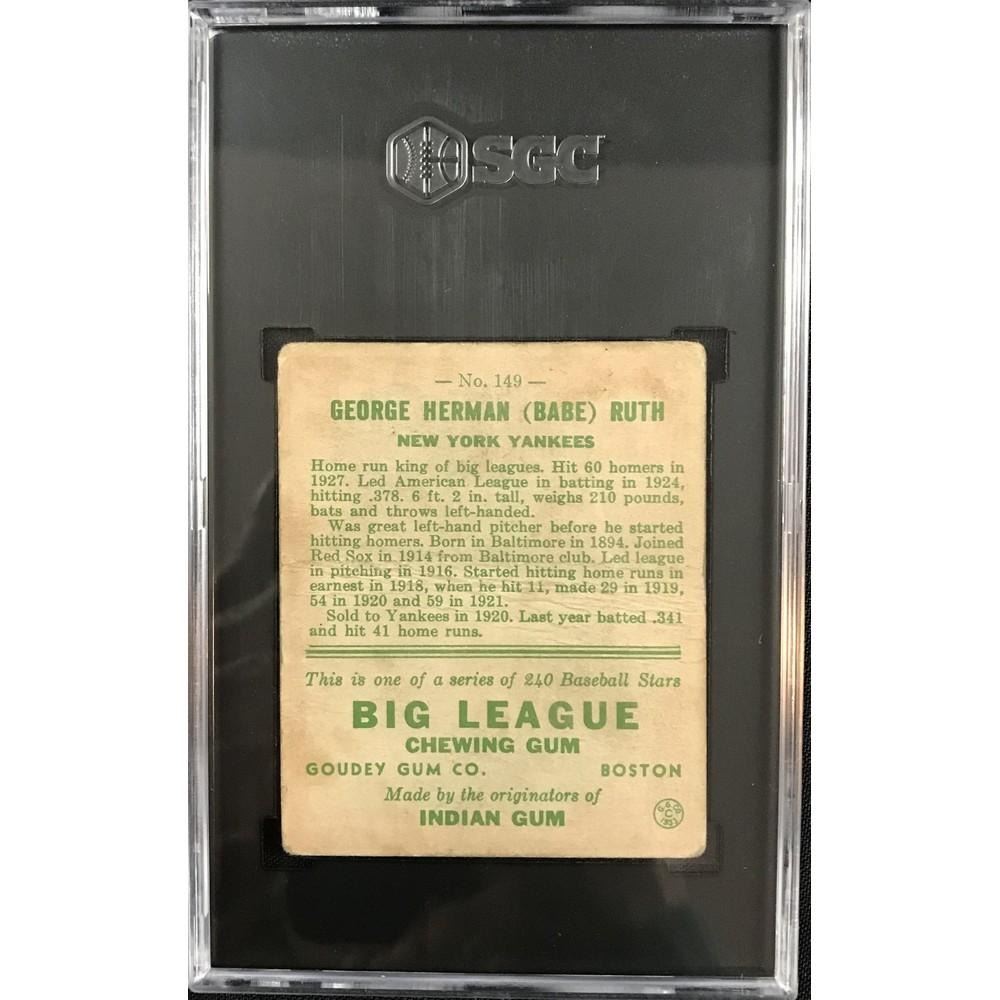 SGC
— No. 149 —
GEORGE HERMAN (BABE) RUTH
NEW YORK YANKEES
Home run king of big leagues. Hit 60 homers in
1927. Led American League in batting in 1924,
hitting .378. 6 ft. 2 in. tall, weighs 210 pounds,
bats and throws left-handed.
Was great left-hand pitcher before he started
hitting homers. Born in Baltimore in 1894. Joined
Red Sox in 1914 from Baltimore club. Led league
in pitching in 1916. Started hitting home runs in
earnest in 1918, when he hit 11, made 29 in 1919,
54 in 1920 and 59 in 1921.
Sold to Yankees in 1920. Last year batted .341
and hit 41 home runs.
This is one of a series of 240 Baseball Stars
BIG LEAGUE
CHEWING GUM
GOUDEY GUM CO. BOSTON
Made by the originators of
INDIAN GUM
G.G.CO.
C
1933